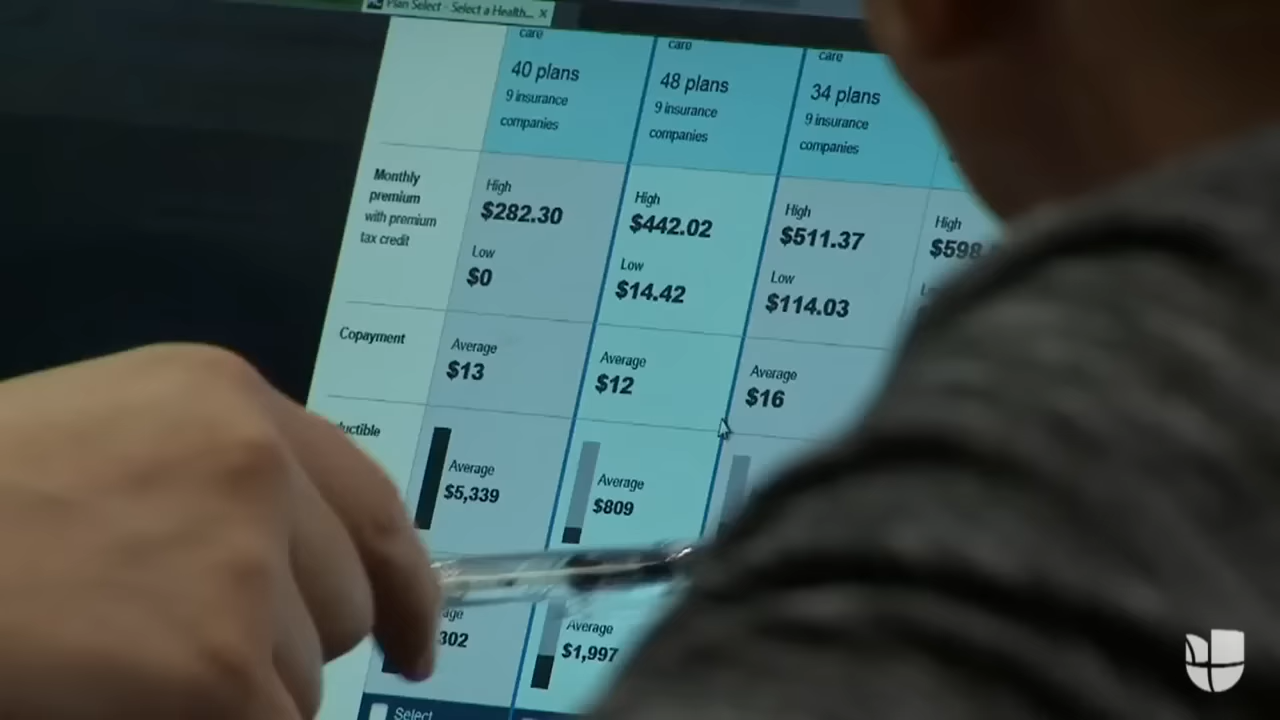 Plan Select - Select a Health...
care
40 plans
9 insurance
companies
care
48 plans
9 insurance
companies
care
34 plans
9 insurance
companies
Monthly
premium
with premium
tax credit
High
$282.30
Low
$0
High
$442.02
Low
$14.42
High
$511.37
Low
$114.03
High
$598
Copayment
Average
$13
Average
$12
Average
$16
uctible
Average
$5,339
Average
$809
age
302
Average
$1,997
Select